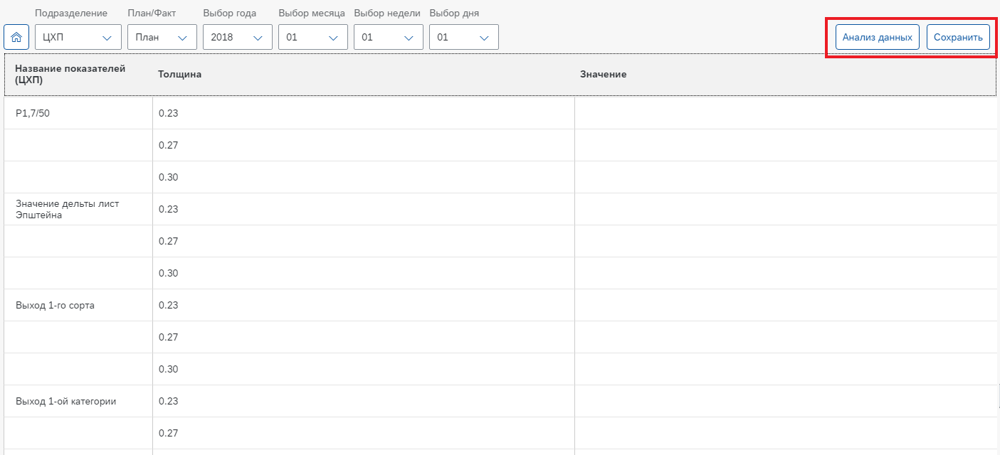 Подразделение План/Факт Выбор года Выбор месяца Выбор недели Выбор дня
ЦХП План 2018 01 01 01 Анализ данных Сохранить
Название показателей
(ЦХП)
Толщина Значение
P1,7/50 0.23
0.27
0.30
Значение дельты лист
Эпштейна
0.23
0.27
0.30
Выход 1-го сорта 0.23
0.27
0.30
Выход 1-ой категории 0.23
0.27